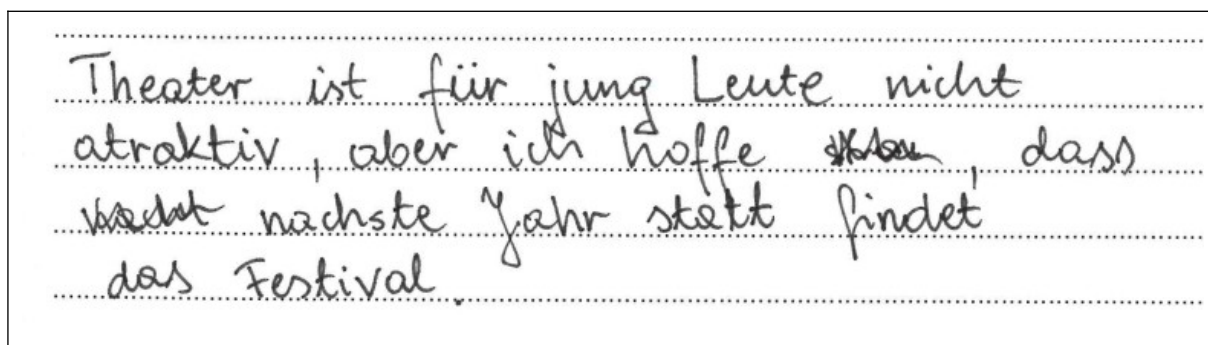 Theater ist für jung Leute nicht
atraktiv, aber ich hoffe , dass
nachste Jahr statt findet
das Festival.